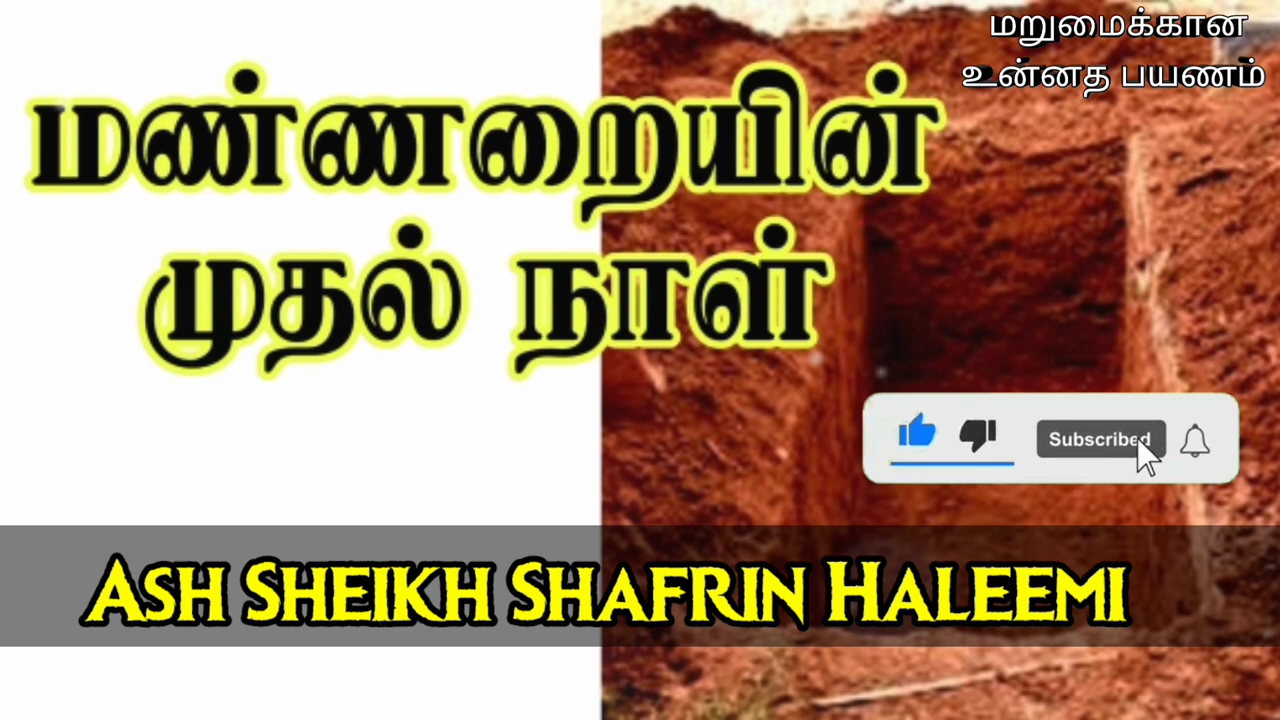 மறுமைக்கான
உன்னத பயணம்
மண்ணறையின்
முதல் நாள்
Subscribed
ASH SHEIKH SHAFRIN HALEEMI